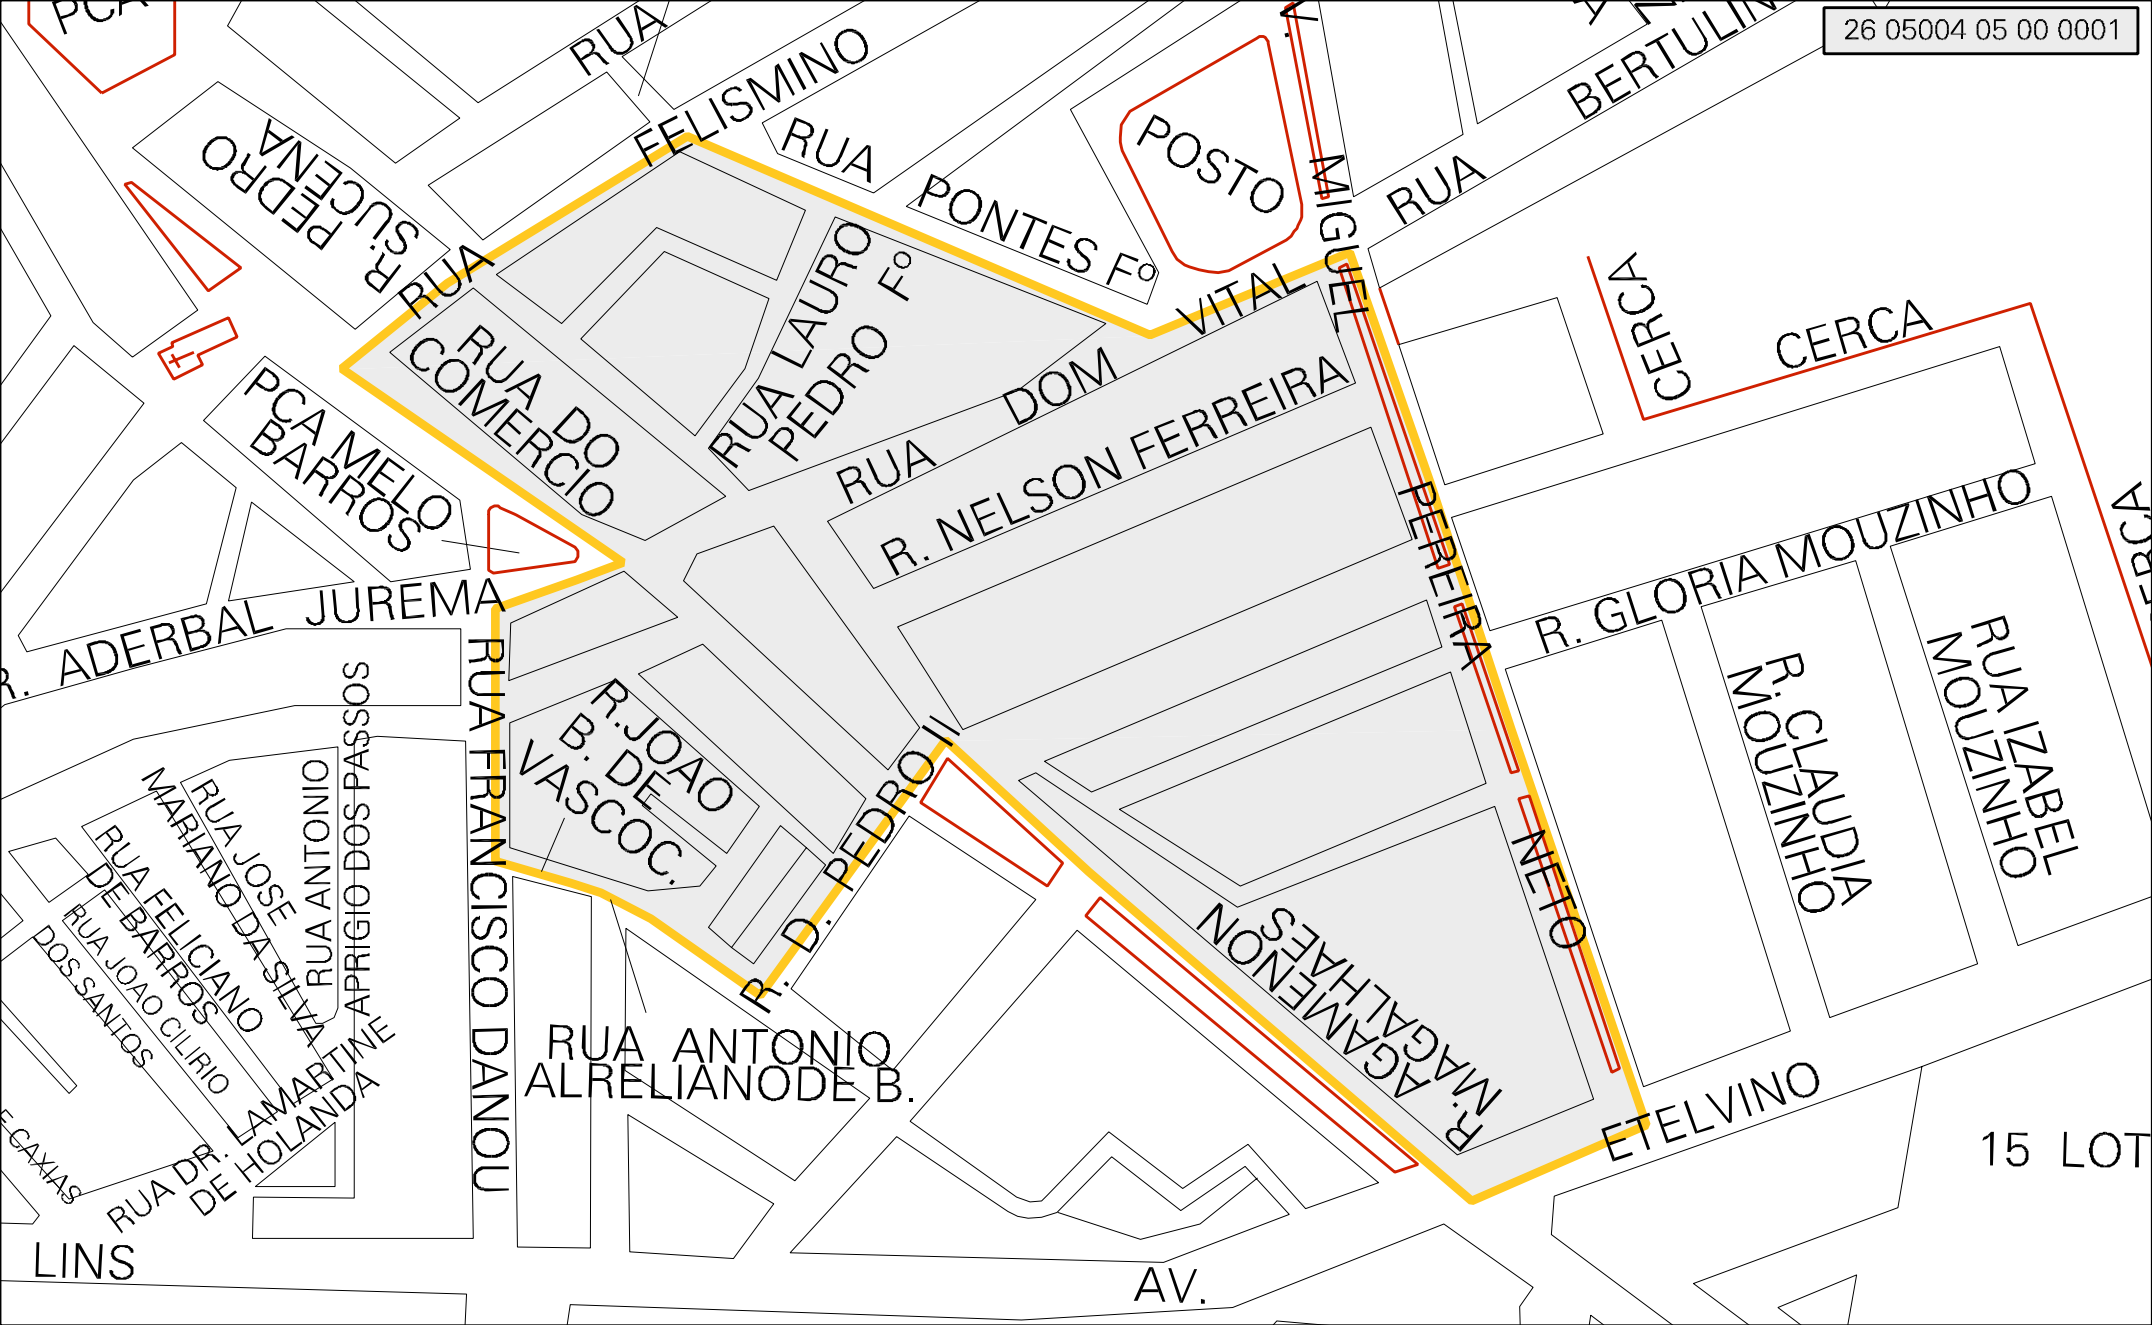 PCA
RUA
FELISMINO
26 05004 05 00 0001
BERTULIN
RUA
MIGUEL
POSTO
RUA
PONTES Fº
R. PEDRO
SUCENA
RUA
VITAL
DOM
RUA
RUA LAURO
PEDRO Fº
RUA DO
COMERCIO
R. NELSON FERREIRA
PEREIRA
NETO
CERCA
CERCA
PCA MELO
BARROS
R. ADERBAL JUREMA
RUA FRANCISCO DANOU
R. GLORIA MOUZINHO
R. CLAUDIA
MOUZINHO
RUA IZABEL
MOUZINHO
R.JOAO
B. DE
VASCOC.
R. D. PEDRO II
R. AGAMENON
MAGALHAES
RUA ANTONIO
APRIGIO DOS PASSOS
RUA JOSE
MARIANO DA SILVA
RUA FELICIANO
DE BARROS
RUA JOAO CILIRIO
DOS SANTOS
E CAXIAS
RUA DR. LAMARTINE
DE HOLANDA
RUA ANTONIO
ALRELIANODE B.
ETELVINO
15 LOT
LINS
AV.